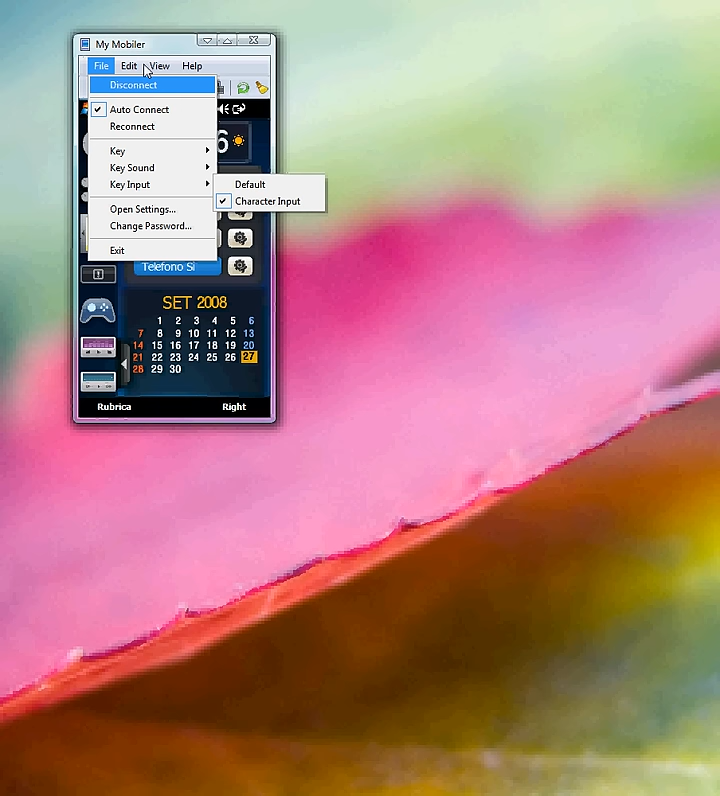 My Mobiler
File Edit View Help
Disconnect
Auto Connect
Reconnect
Key
Key Sound
Key Input
Default
Character Input
Open Settings...
Change Password...
Exit
6
Telefono Si
SET 2008
1 2 3 4 5 6
7 8 9 10 11 12 13
14 15 16 17 18 19 20
21 22 23 24 25 26 27
28 29 30
Rubrica Right